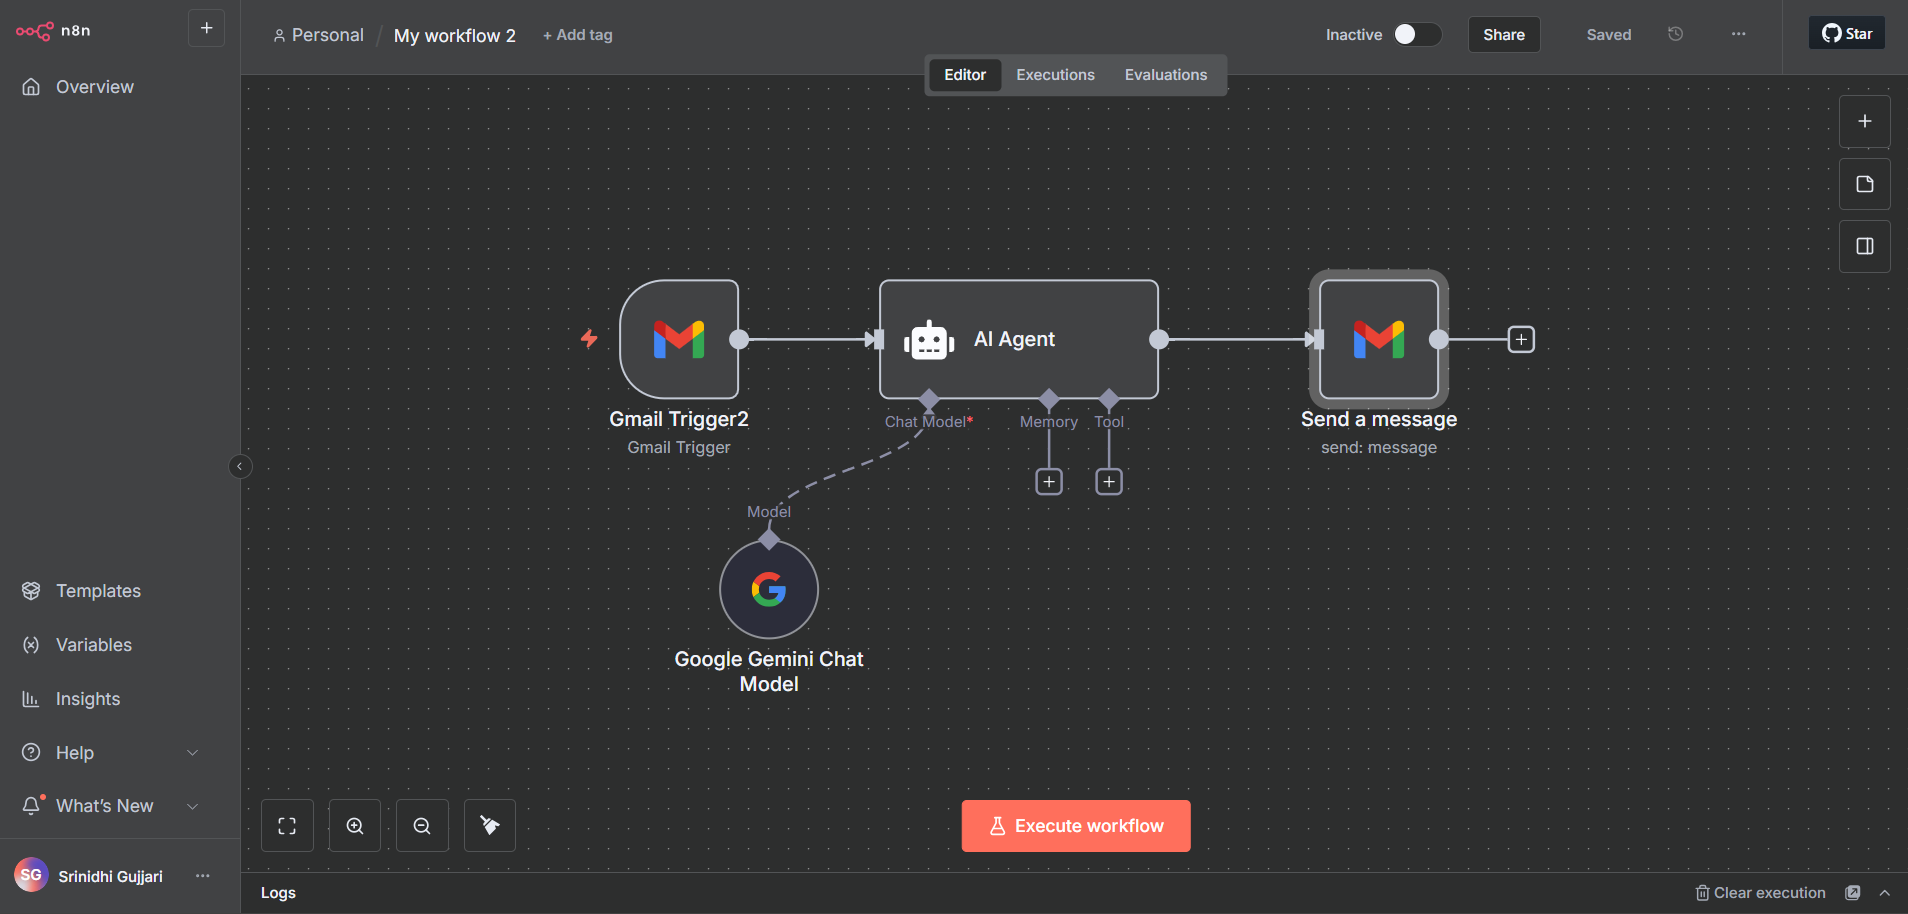 n8n
+
Personal / My workflow 2 + Add tag
Inactive
Share
Saved
Star
Editor Executions Evaluations
Overview
AI Agent
Gmail Trigger2
Gmail Trigger
Chat Model*
Memory
Tool
Send a message
send: message
Model
Google Gemini Chat
Model
Templates
Variables
Insights
Help
What's New
Execute workflow
SG Srinidhi Gujjari
Logs
Clear execution